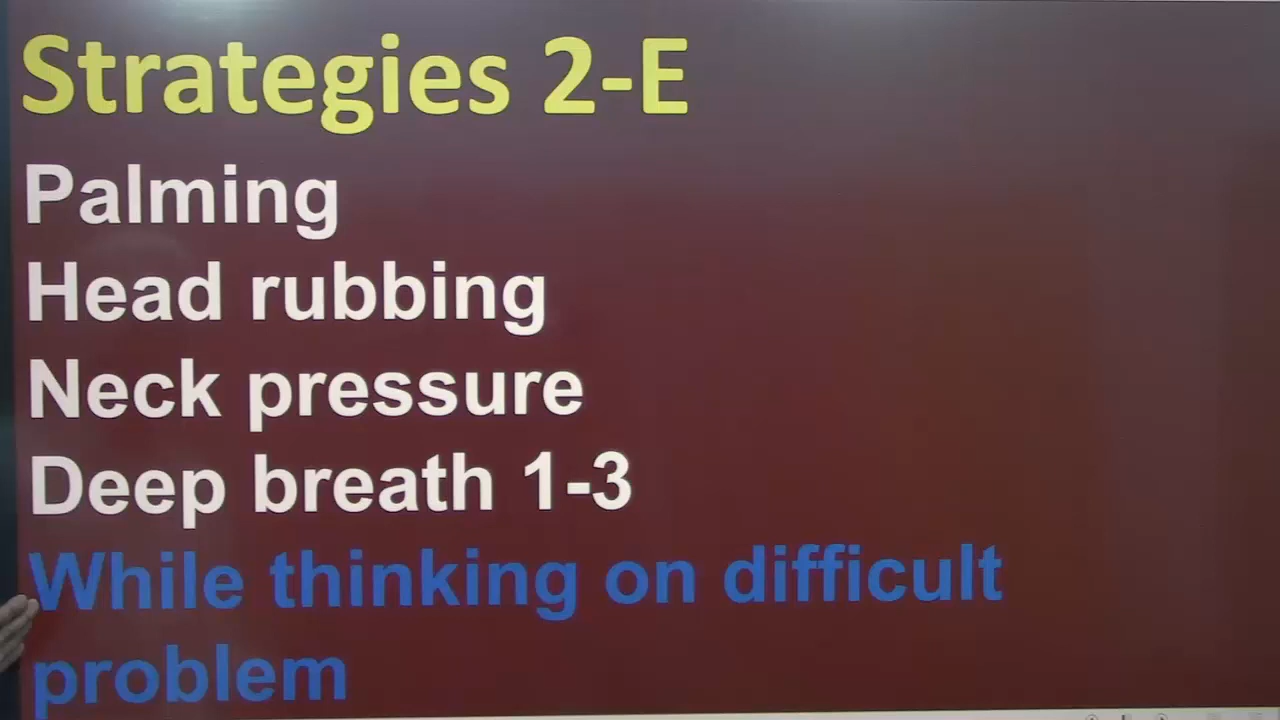 Strategies 2-E
Palming
Head rubbing
Neck pressure
Deep breath 1-3
While thinking on difficult
problem